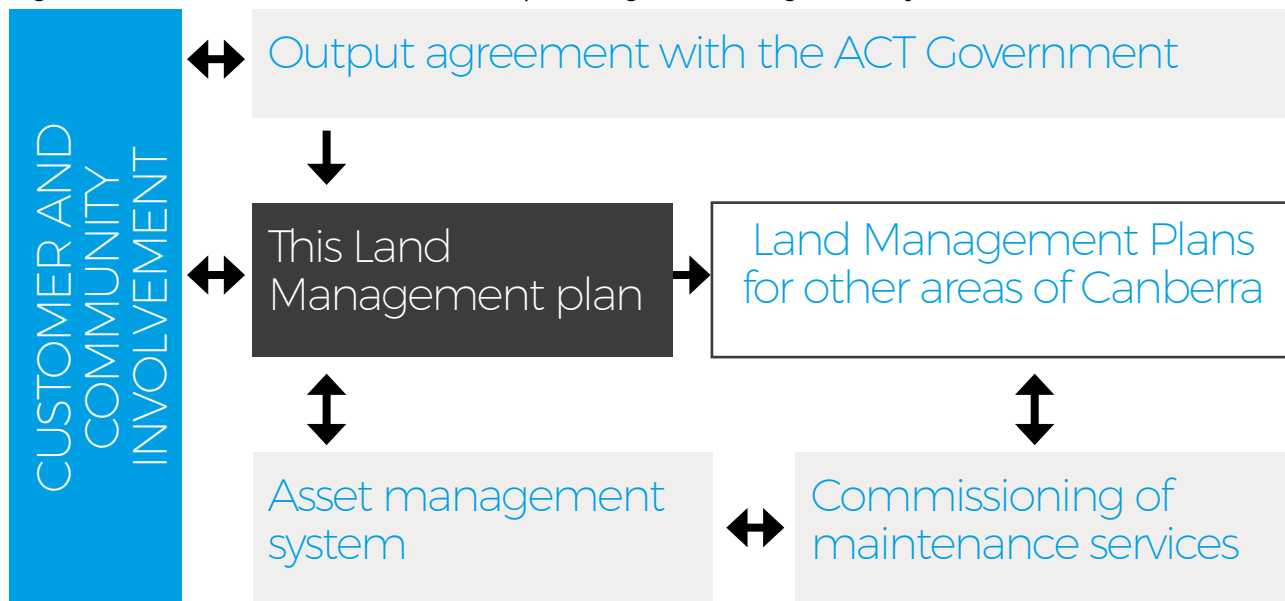 CUSTOMER AND
COMMUNITY
INVOLVEMENT
Output agreement with the ACT Government
This Land
Management plan
Land Management Plans
for other areas of Canberra
Asset management
system
Commissioning of
maintenance services